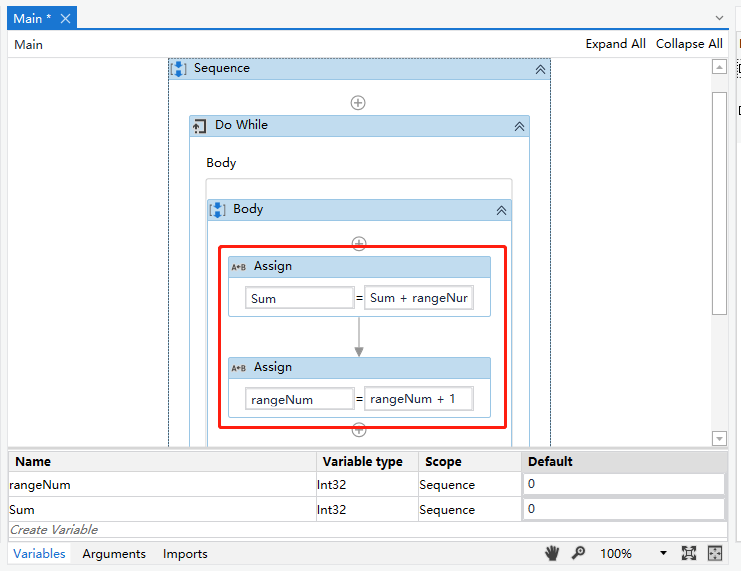 Main *
Main Expand All Collapse All
Sequence
Do While
Body
Body
A+B Assign
Sum = Sum + rangeNur
A+B Assign
rangeNum = rangeNum + 1
Name Variable type Scope Default
rangeNum Int32 Sequence 0
Sum Int32 Sequence 0
Create Variable
Variables Arguments Imports 100%